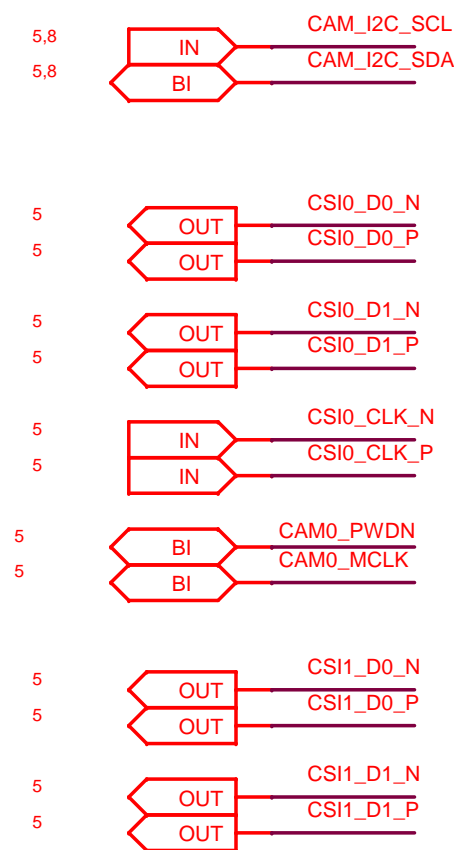 5,8 IN CAM_I2C_SCL
5,8 BI CAM_I2C_SDA
5 OUT CSI0_D0_N
5 OUT CSI0_D0_P
5 OUT CSI0_D1_N
5 OUT CSI0_D1_P
5 IN CSI0_CLK_N
5 IN CSI0_CLK_P
5 BI CAM0_PWDN
5 BI CAM0_MCLK
5 OUT CSI1_D0_N
5 OUT CSI1_D0_P
5 OUT CSI1_D1_N
5 OUT CSI1_D1_P